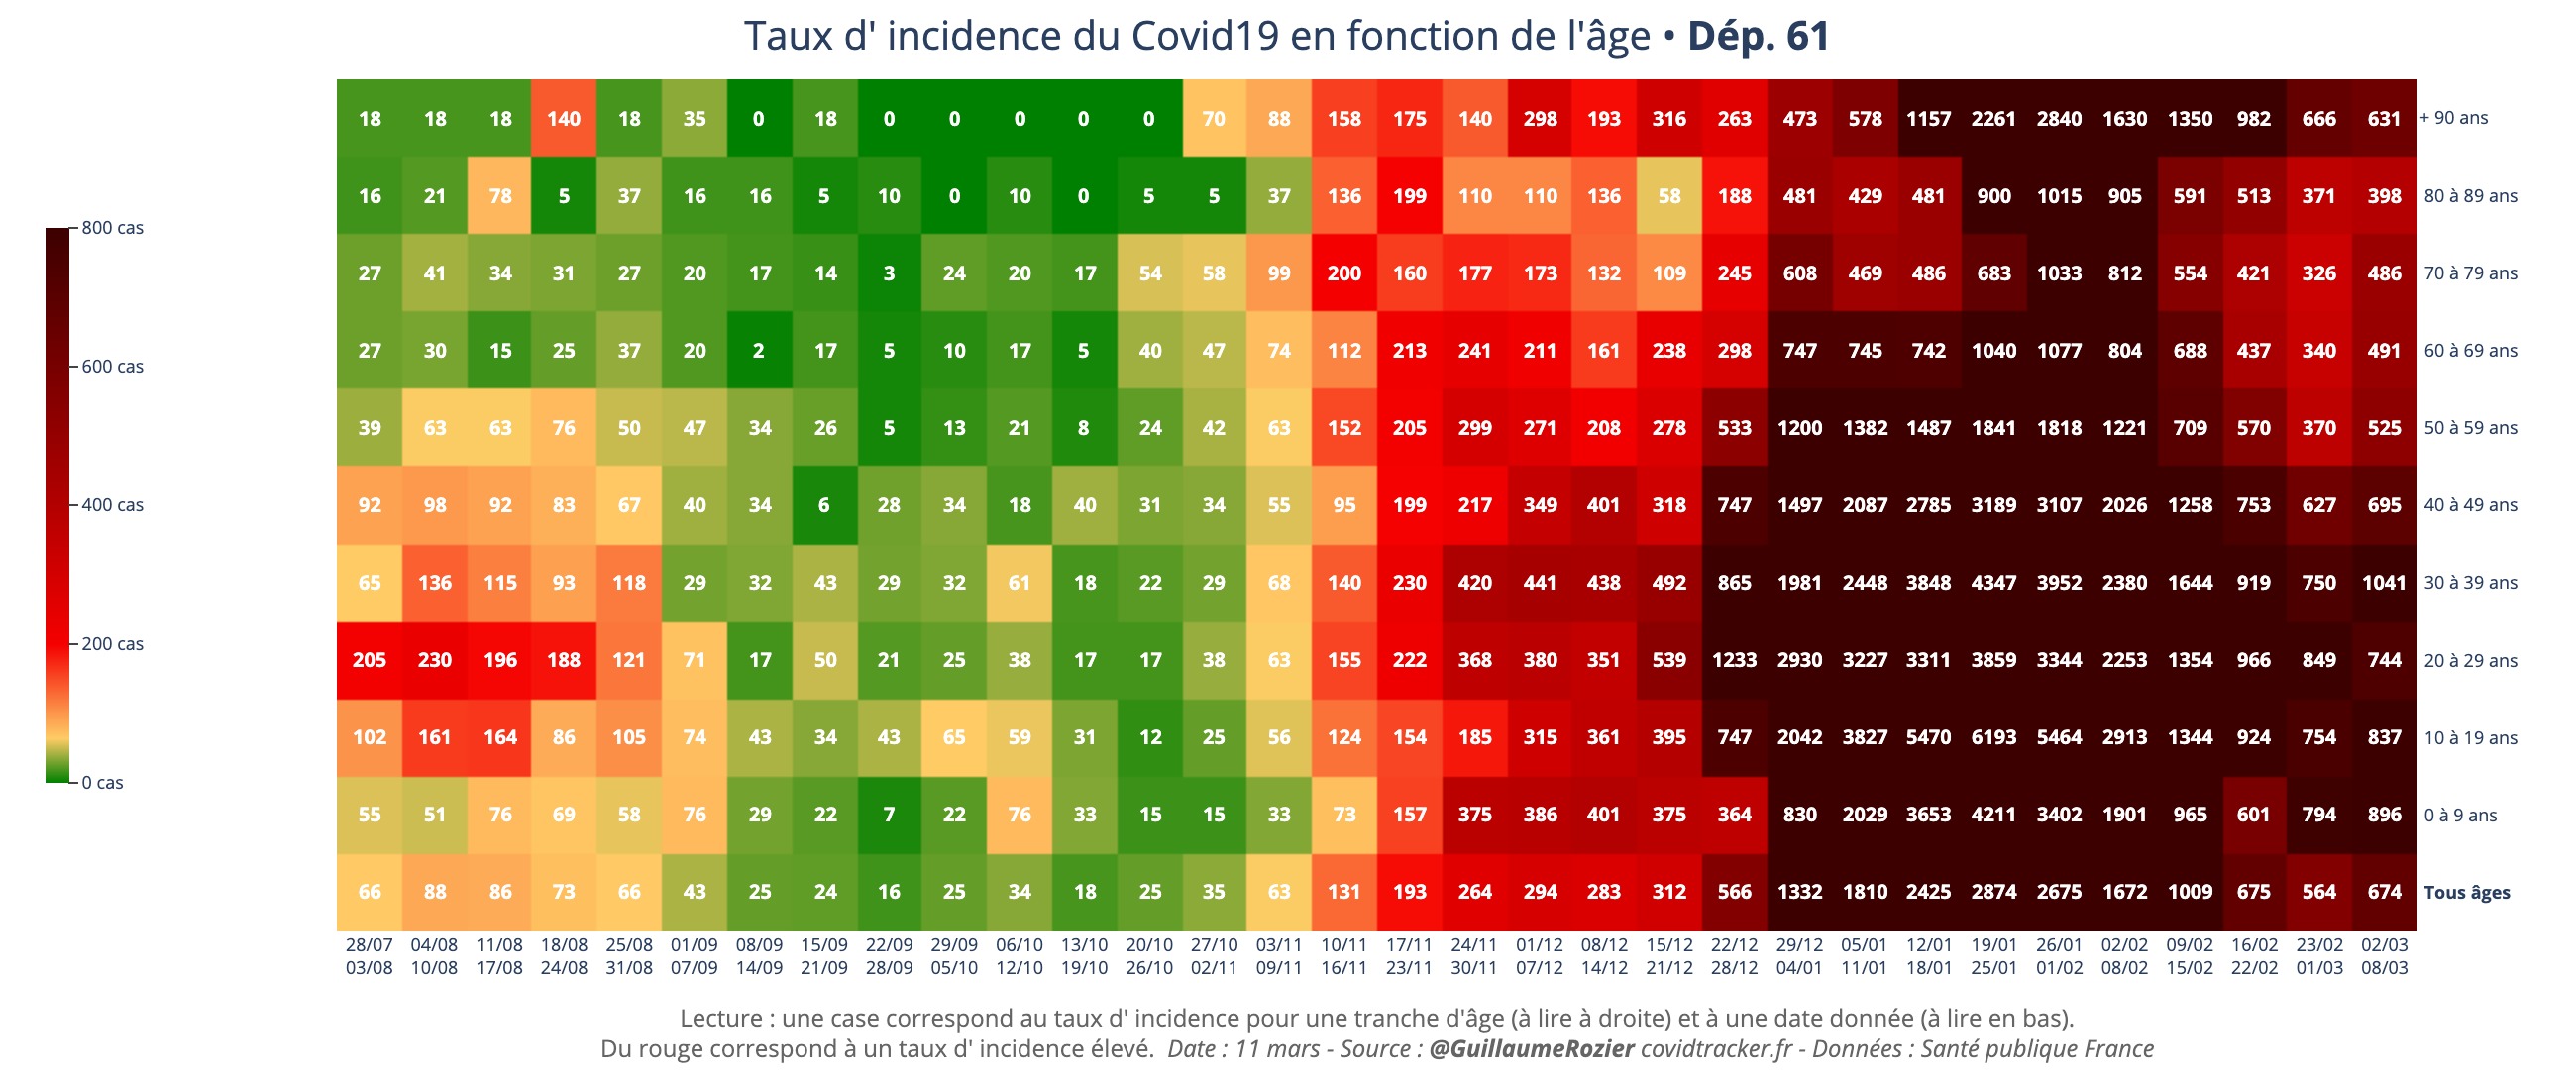 Taux d' incidence du Covid19 en fonction de l'âge • Dép. 61
800 cas
600 cas
400 cas
200 cas
0 cas
18 18 18 140 18 35 0 18 0 0 0 0 0 70 88 158 175 140 298 193 316 263 473 578 1157 2261 2840 1630 1350 982 666 631 + 90 ans
16 21 78 5 37 16 16 5 10 0 10 0 5 5 37 136 199 110 110 136 58 188 481 429 481 900 1015 905 591 513 371 398 80 à 89 ans
27 41 34 31 27 20 17 14 3 24 20 17 54 58 99 200 160 177 173 132 109 245 608 469 486 683 1033 812 554 421 326 486 70 à 79 ans
27 30 15 25 37 20 2 17 5 10 17 5 40 47 74 112 213 241 211 161 238 298 747 745 742 1040 1077 804 688 437 340 491 60 à 69 ans
39 63 63 76 50 47 34 26 5 13 21 8 24 42 63 152 205 299 271 208 278 533 1200 1382 1487 1841 1818 1221 709 570 370 525 50 à 59 ans
92 98 92 83 67 40 34 6 28 34 18 40 31 34 55 95 199 217 349 401 318 747 1497 2087 2785 3189 3107 2026 1258 753 627 695 40 à 49 ans
65 136 115 93 118 29 32 43 29 32 61 18 22 29 68 140 230 420 441 438 492 865 1981 2448 3848 4347 3952 2380 1644 919 750 1041 30 à 39 ans
205 230 196 188 121 71 17 50 21 25 38 17 17 38 63 155 222 368 380 351 539 1233 2930 3227 3311 3859 3344 2253 1354 966 849 744 20 à 29 ans
102 161 164 86 105 74 43 34 43 65 59 31 12 25 56 124 154 185 315 361 395 747 2042 3827 5470 6193 5464 2913 1344 924 754 837 10 à 19 ans
55 51 76 69 58 76 29 22 7 22 76 33 15 15 33 73 157 375 386 401 375 364 830 2029 3653 4211 3402 1901 965 601 794 896 0 à 9 ans
66 88 86 73 66 43 25 24 16 25 34 18 25 35 63 131 193 264 294 283 312 566 1332 1810 2425 2874 2675 1672 1009 675 564 674 Tous âges
28/07 04/08 11/08 18/08 25/08 01/09 08/09 15/09 22/09 29/09 06/10 13/10 20/10 27/10 03/11 10/11 17/11 24/11 01/12 08/12 15/12 22/12 29/12 05/01 12/01 19/01 26/01 02/02 09/02 16/02 23/02 02/03
03/08 10/08 17/08 24/08 31/08 07/09 14/09 21/09 28/09 05/10 12/10 19/10 26/10 02/11 09/11 16/11 23/11 30/11 07/12 14/12 21/12 28/12 04/01 11/01 18/01 25/01 01/02 08/02 15/02 22/02 01/03 08/03
Lecture : une case correspond au taux d' incidence pour une tranche d'âge (à lire à droite) et à une date donnée (à lire en bas).
Du rouge correspond à un taux d' incidence élevé. Date : 11 mars - Source : @GuillaumeRozier covidtracker.fr - Données : Santé publique France